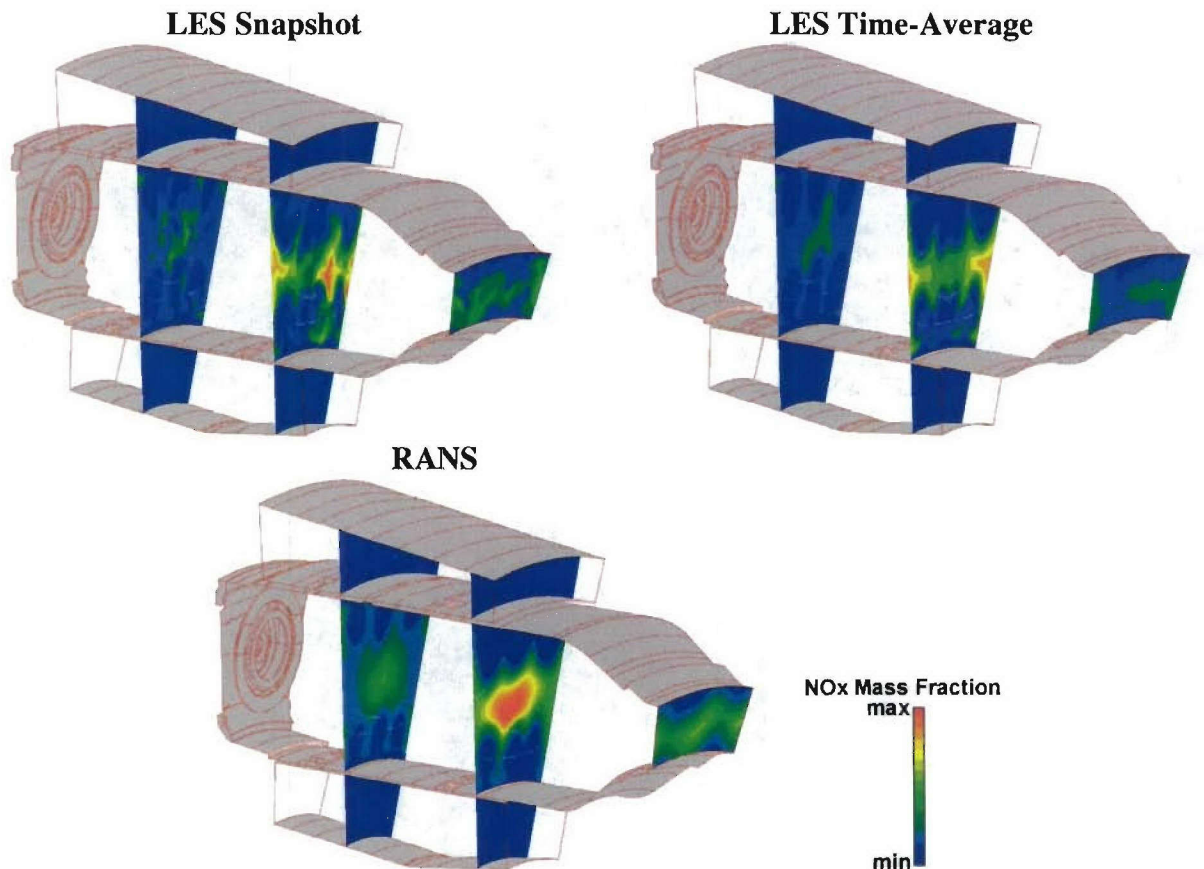 LES Snapshot
LES Time-Average
RANS
NOx Mass Fraction
max
min